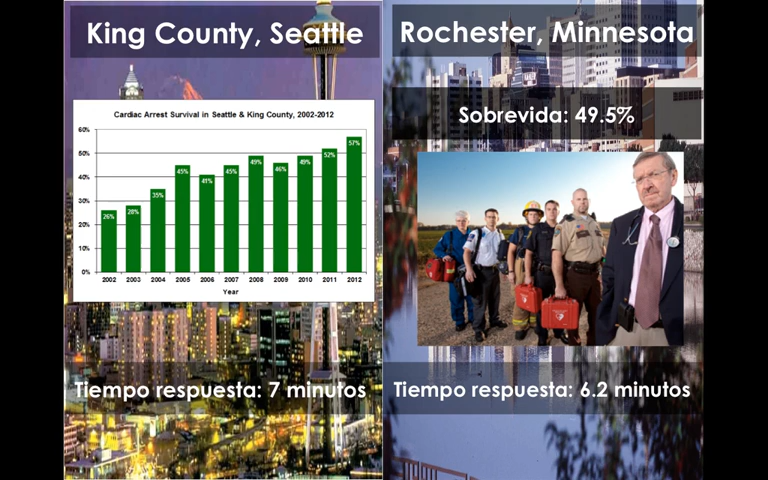 King County, Seattle
Cardiac Arrest Survival in Seattle & King County, 2002-2012
60%
50%
40%
30%
20%
10%
0%
26%
28%
35%
45%
41%
45%
49%
46%
49%
52%
57%
2002 2003 2004 2005 2006 2007 2008 2009 2010 2011 2012
Year
Tiempo respuesta: 7 minutos
Rochester, Minnesota
Sobrevida: 49.5%
Tiempo respuesta: 6.2 minutos